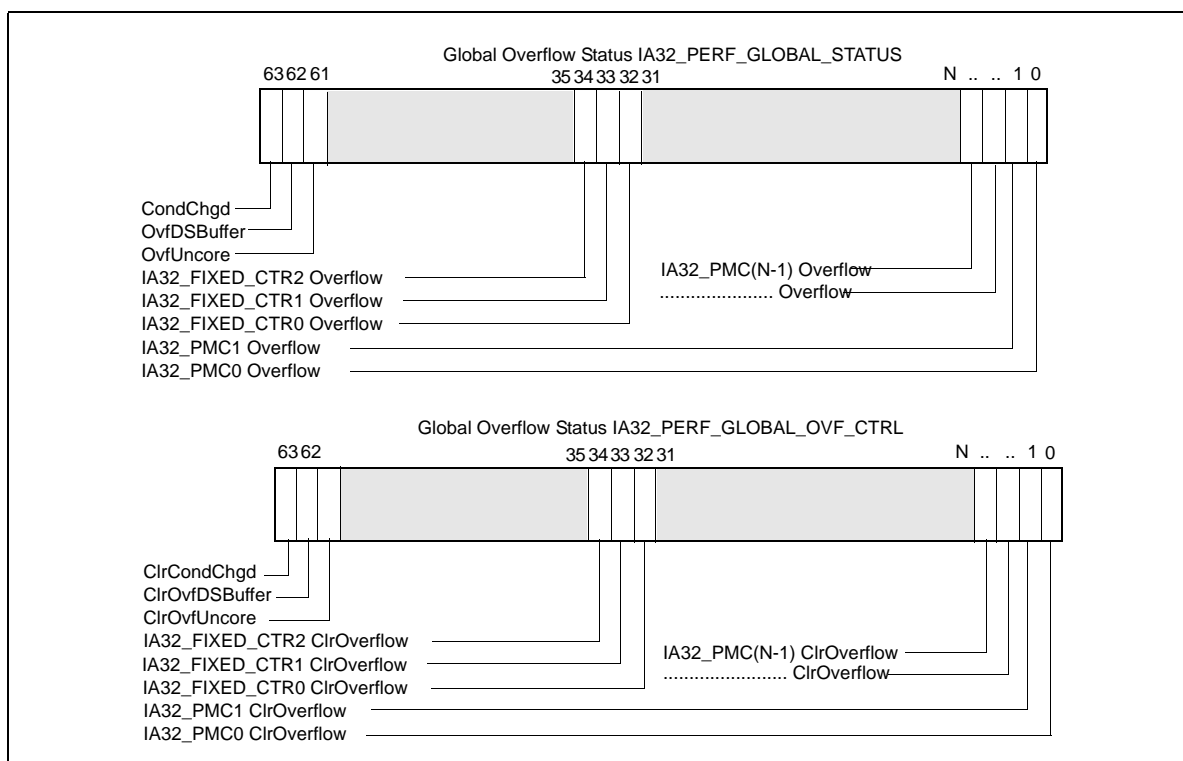 Global Overflow Status IA32_PERF_GLOBAL_STATUS
63 62 61 35 34 33 32 31 N .. .. 1 0
CondChgd
OvfDSBuffer
OvfUncore
IA32_FIXED_CTR2 Overflow
IA32_PMC(N-1) Overflow
IA32_FIXED_CTR1 Overflow
....................... Overflow
IA32_FIXED_CTR0 Overflow
IA32_PMC1 Overflow
IA32_PMC0 Overflow
Global Overflow Status IA32_PERF_GLOBAL_OVF_CTRL
63 62 35 34 33 32 31 N .. .. 1 0
ClrCondChgd
ClrOvfDSBuffer
ClrOvfUncore
IA32_FIXED_CTR2 ClrOverflow
IA32_PMC(N-1) ClrOverflow
IA32_FIXED_CTR1 ClrOverflow
......................... ClrOverflow
IA32_FIXED_CTR0 ClrOverflow
IA32_PMC1 ClrOverflow
IA32_PMC0 ClrOverflow